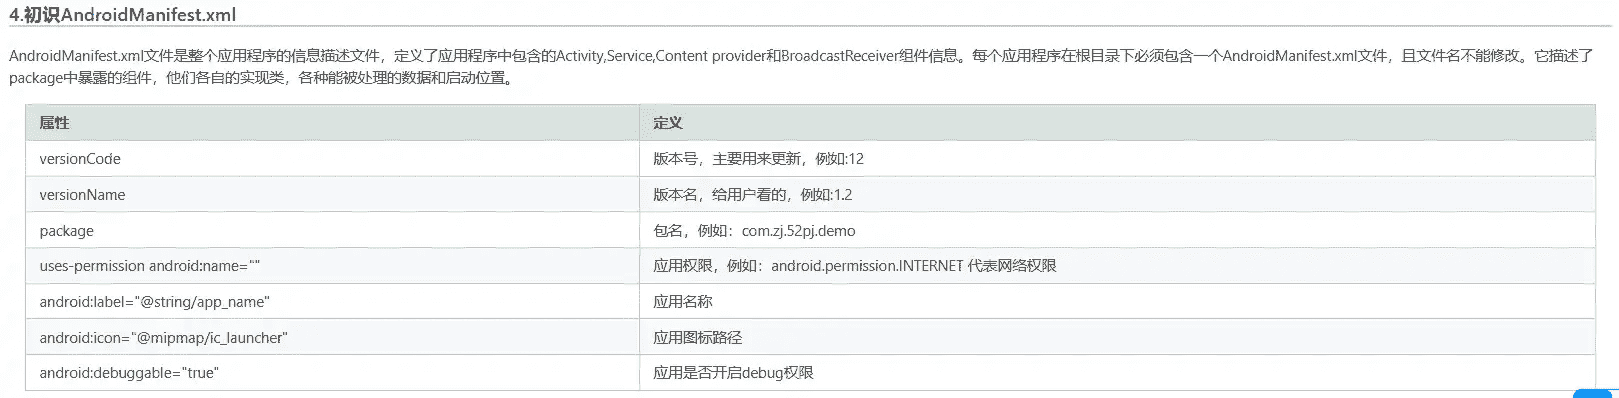 4.初识AndroidManifest.xml
AndroidManifest.xml文件是整个应用程序的信息描述文件，定义了应用程序中包含的Activity,Service,Content provider和BroadcastReceiver组件信息。每个应用程序在根目录下必须包含一个AndroidManifest.xml文件，且文件名不能修改。它描述了
package中暴露的组件，他们各自的实现类，各种能被处理的数据和启动位置。
属性 定义
versionCode 版本号，主要用来更新，例如:12
versionName 版本名，给用户看的，例如:1.2
package 包名，例如：com.zj.52pj.demo
uses-permission android:name="" 应用权限，例如：android.permission.INTERNET 代表网络权限
android:label="@string/app_name" 应用名称
android:icon="@mipmap/ic_launcher" 应用图标路径
android:debuggable="true" 应用是否开启debug权限